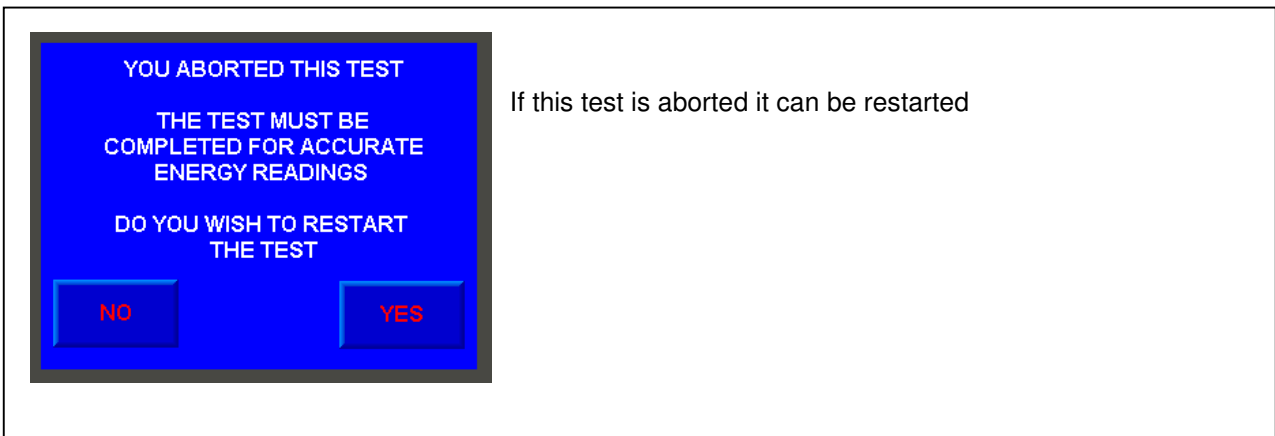 YOU ABORTED THIS TEST
THE TEST MUST BE
COMPLETED FOR ACCURATE
ENERGY READINGS
DO YOU WISH TO RESTART
THE TEST
NO
YES
If this test is aborted it can be restarted